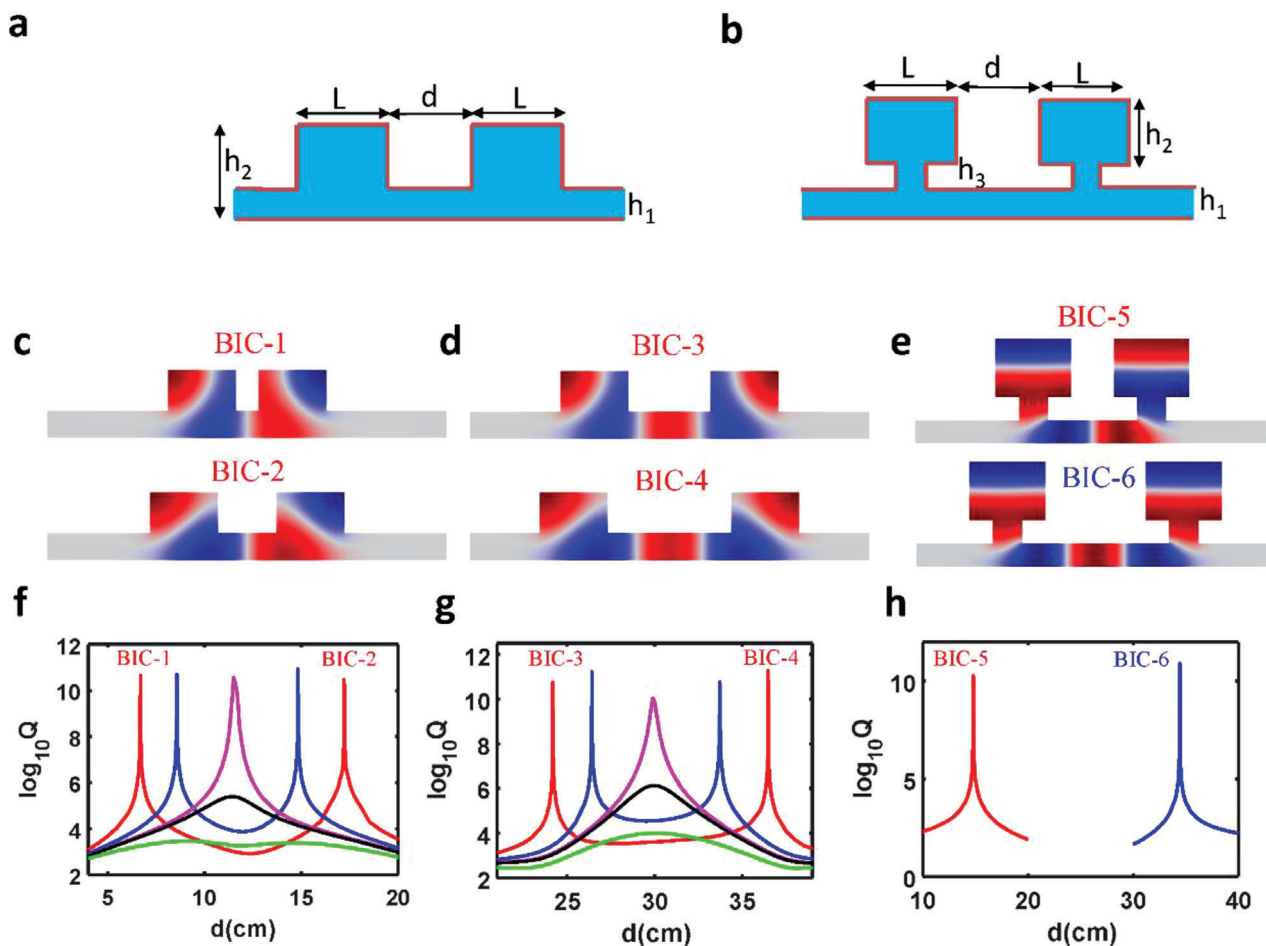 a
b
L d L
h2
h1
L d L
h2
h3
h1
c
BIC-1
BIC-2
d
BIC-3
BIC-4
e
BIC-5
BIC-6
f
12
10
8
6
4
2
log10Q
BIC-1
BIC-2
5 10 15 20
d(cm)
g
12
10
8
6
4
2
log10Q
BIC-3
BIC-4
25 30 35
d(cm)
h
10
5
0
log10Q
BIC-5
BIC-6
10 20 30 40
d(cm)